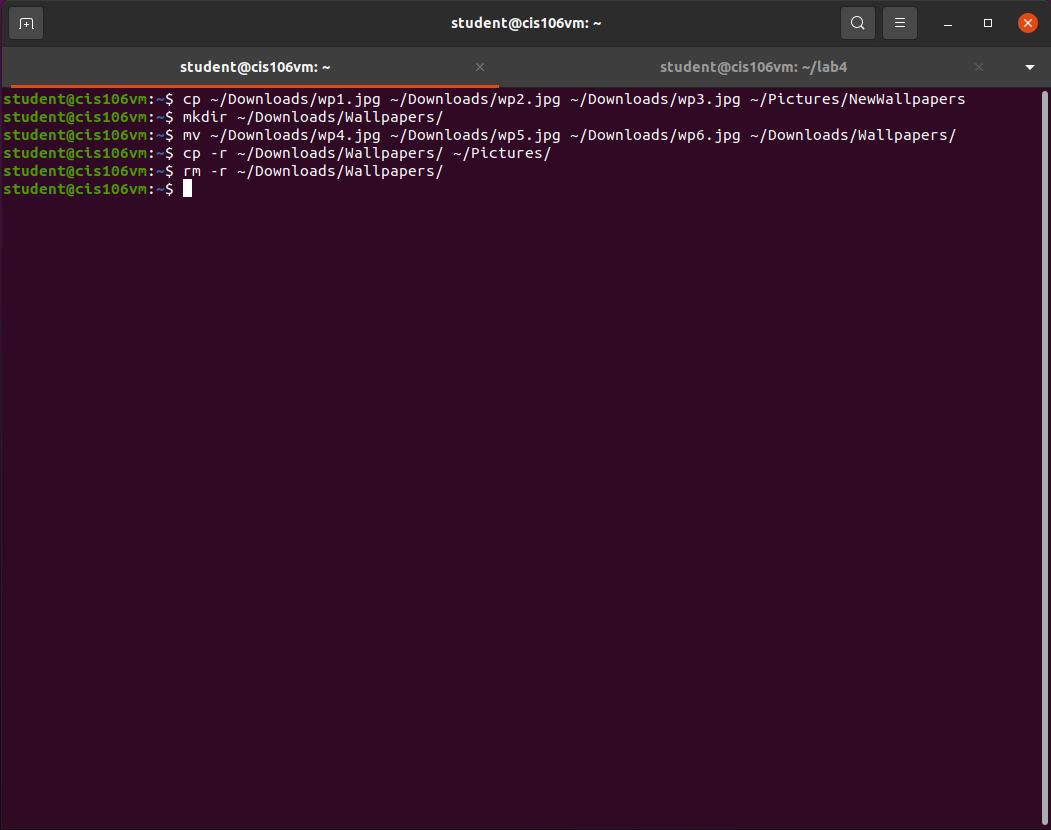 student@cis106vm: ~
student@cis106vm: ~
student@cis106vm: ~/lab4
student@cis106vm:~$ cp ~/Downloads/wp1.jpg ~/Downloads/wp2.jpg ~/Downloads/wp3.jpg ~/Pictures/NewWallpapers
student@cis106vm:~$ mkdir ~/Downloads/Wallpapers/
student@cis106vm:~$ mv ~/Downloads/wp4.jpg ~/Downloads/wp5.jpg ~/Downloads/wp6.jpg ~/Downloads/Wallpapers/
student@cis106vm:~$ cp -r ~/Downloads/Wallpapers/ ~/Pictures/
student@cis106vm:~$ rm -r ~/Downloads/Wallpapers/
student@cis106vm:~$